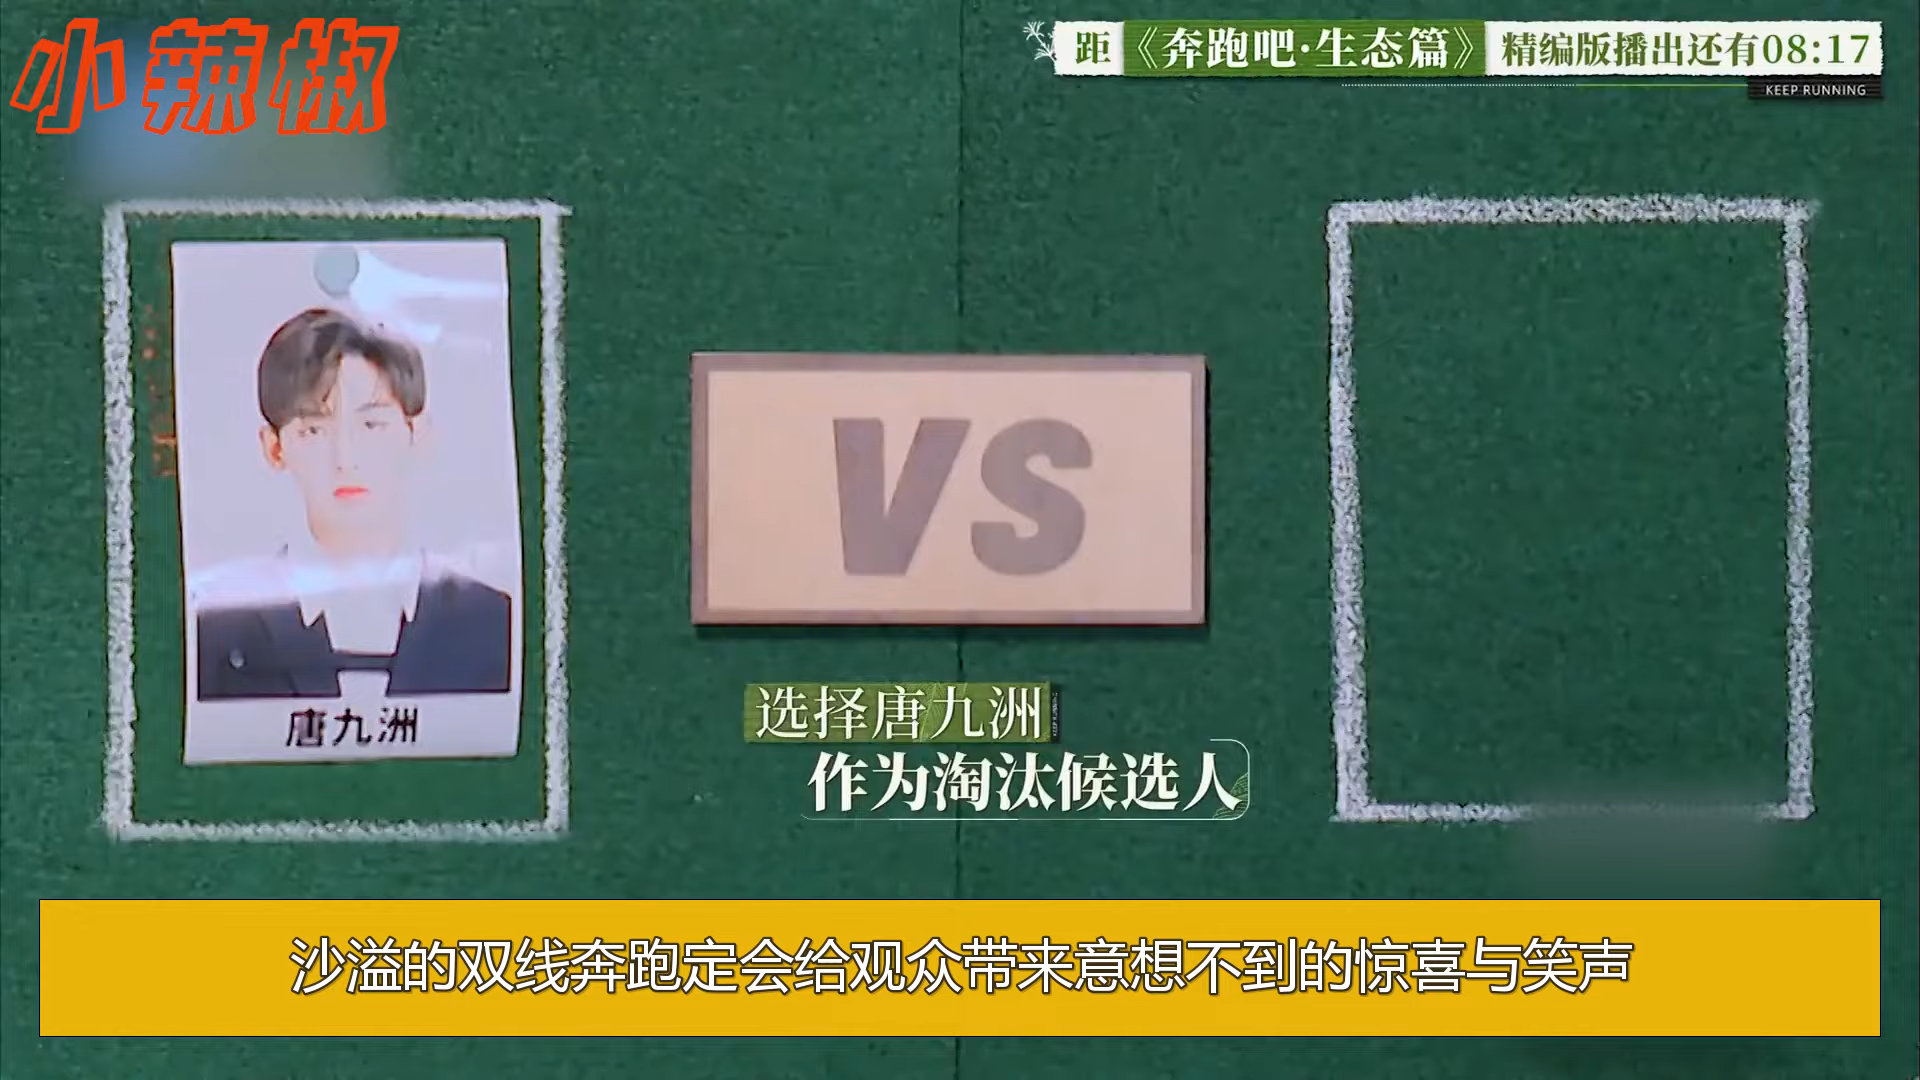 小辣椒
距《奔跑吧·生态篇》精编版播出还有08:17
KEEP RUNNING
VS
唐九洲
选择唐九洲
作为淘汰候选人
沙溢的双线奔跑定会给观众带来意想不到的惊喜与笑声